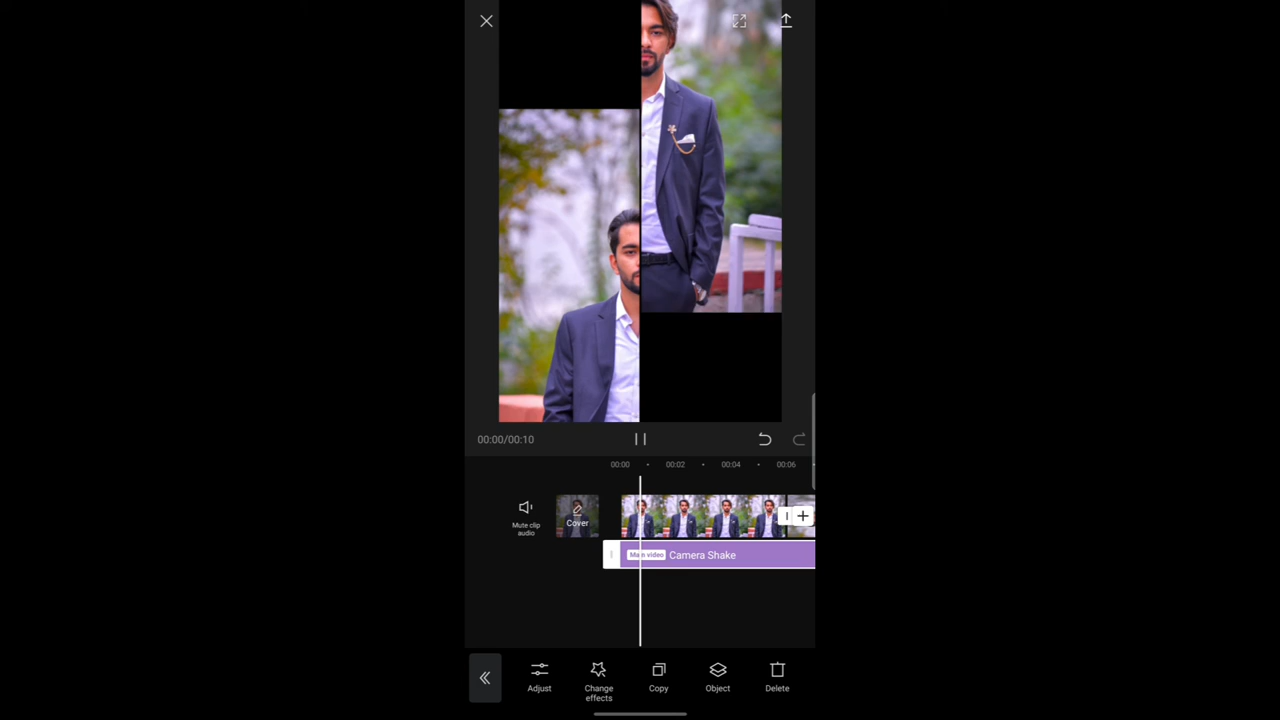 00:00/00:10
00:00
00:02
00:04
00:06
Mute clip
audio
Cover
Main video Camera Shake
Adjust
Change
effects
Copy
Object
Delete